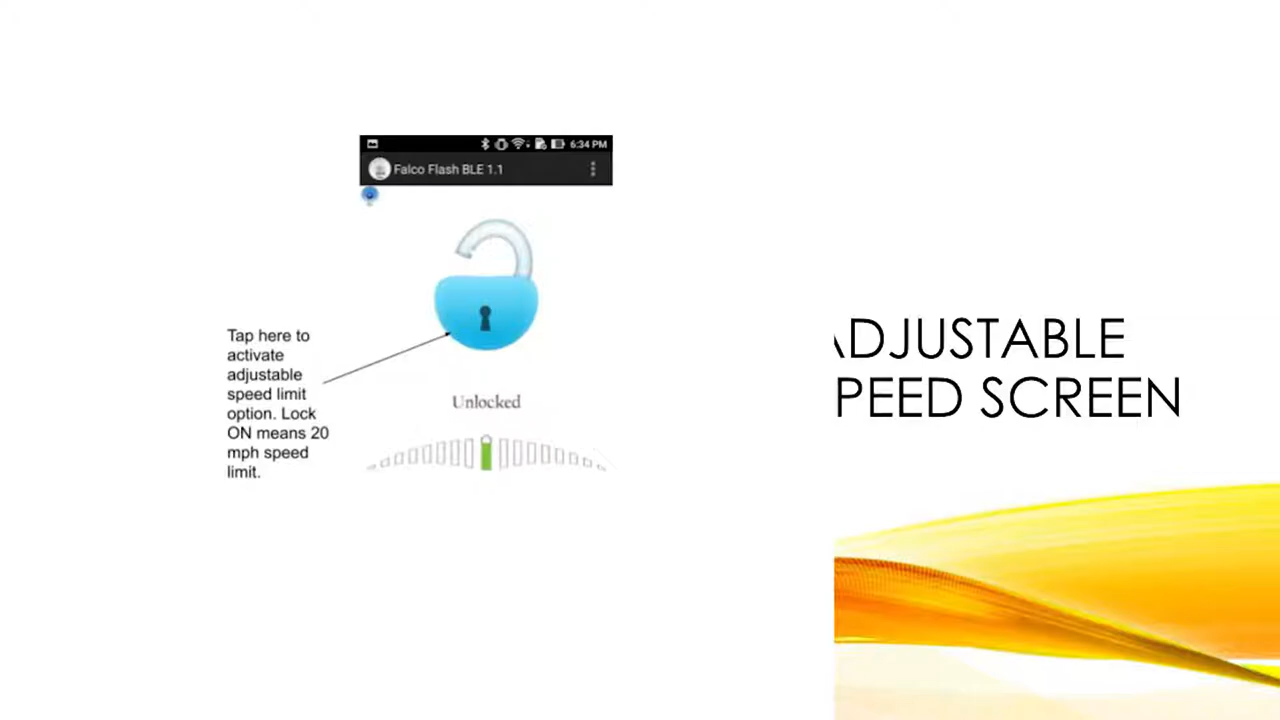 6:34 PM
Falco Flash BLE 1.1
Tap here to
activate
adjustable
speed limit
option. Lock
ON means 20
mph speed
limit.
Unlocked
ADJUSTABLE
PEED SCREEN